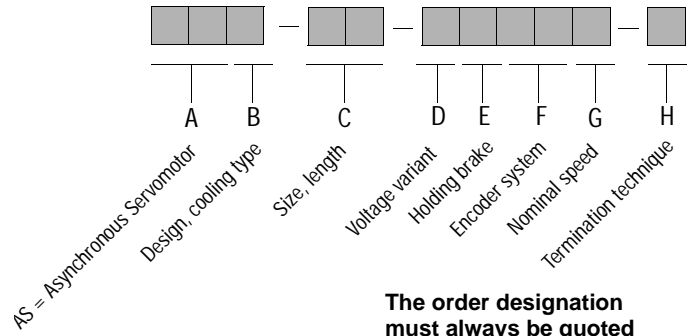 A B C D E F G H
AS = Asynchronous Servomotor
Design, cooling type
Size, length
Voltage variant
Holding brake
Encoder system
Nominal speed
Termination technique
The order designation
must always be quoted